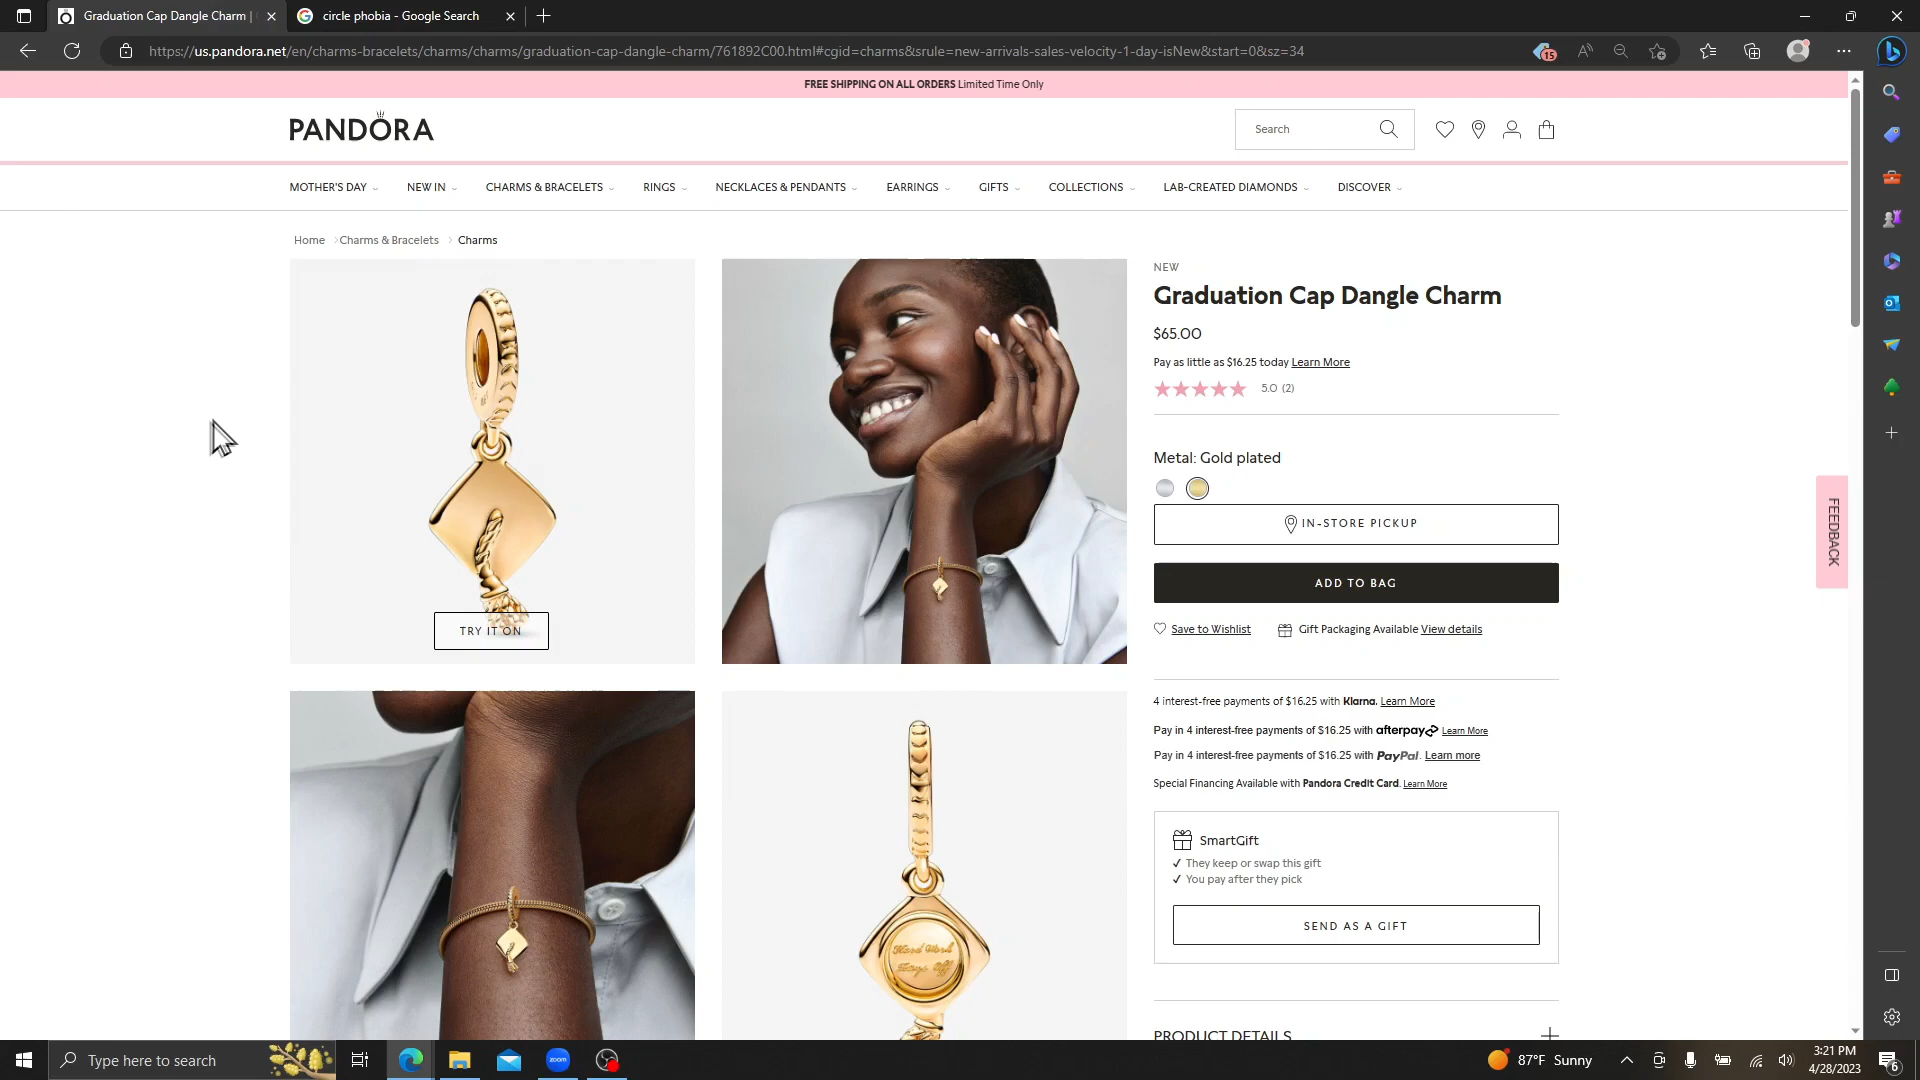 Graduation Cap Dangle Charm |
circle phobia - Google Search
https://us.pandora.net/en/charms-bracelets/charms/charms/graduation-cap-dangle-charm/761892C00.html#cgid=charms&srule=new-arrivals-sales-velocity-1-day-isNew&start=0&sz=34
15
FREE SHIPPING ON ALL ORDERS Limited Time Only
PANDORA
Search
MOTHER'S DAY NEW IN CHARMS & BRACELETS RINGS NECKLACES & PENDANTS EARRINGS GIFTS COLLECTIONS LAB-CREATED DIAMONDS DISCOVER
Home > Charms & Bracelets > Charms
TRY IT ON
Hard Work
Pays Off
NEW
Graduation Cap Dangle Charm
$65.00
Pay as little as $16.25 today Learn More
5.0 (2)
Metal: Gold plated
IN-STORE PICKUP
ADD TO BAG
Save to Wishlist Gift Packaging Available View details
4 interest-free payments of $16.25 with Klarna. Learn More
Pay in 4 interest-free payments of $16.25 with afterpay Learn More
Pay in 4 interest-free payments of $16.25 with PayPal. Learn more
Special Financing Available with Pandora Credit Card. Learn More
SmartGift
✓ They keep or swap this gift
✓ You pay after they pick
SEND AS A GIFT
PRODUCT DETAILS
FEEDBACK
Type here to search
zoom
87°F Sunny
3:21 PM
4/28/2023
6